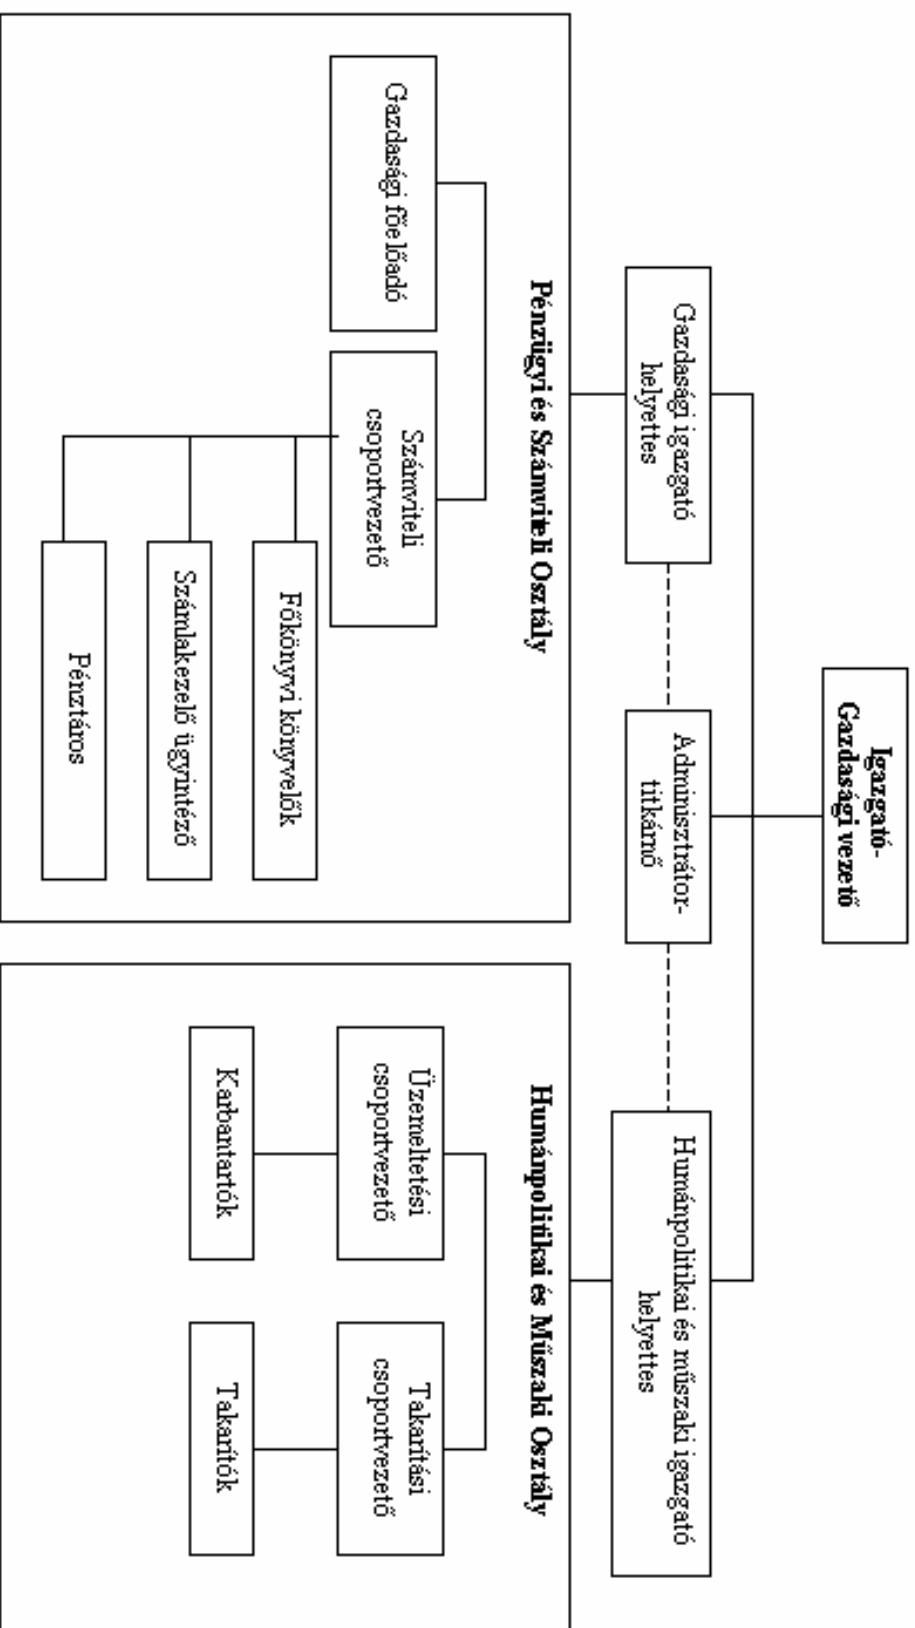 Igazgató-
Gazdasági vezető
Gazdasági igazgató
helyettes
Adminisztrátor-
titkárnő
Humánpolitikai és műszaki igazgató
helyettes
Pénzügyi és Számviteli Osztály
Gazdasági főelőadó
Számviteli
csoportvezető
Főkönyvi könyvelők
Számlakezelő ügyintéző
Pénztáros
Humánpolitikai és Műszaki Osztály
Üzemeltetési
csoportvezető
Takarítási
csoportvezető
Karbantartók
Takarítók